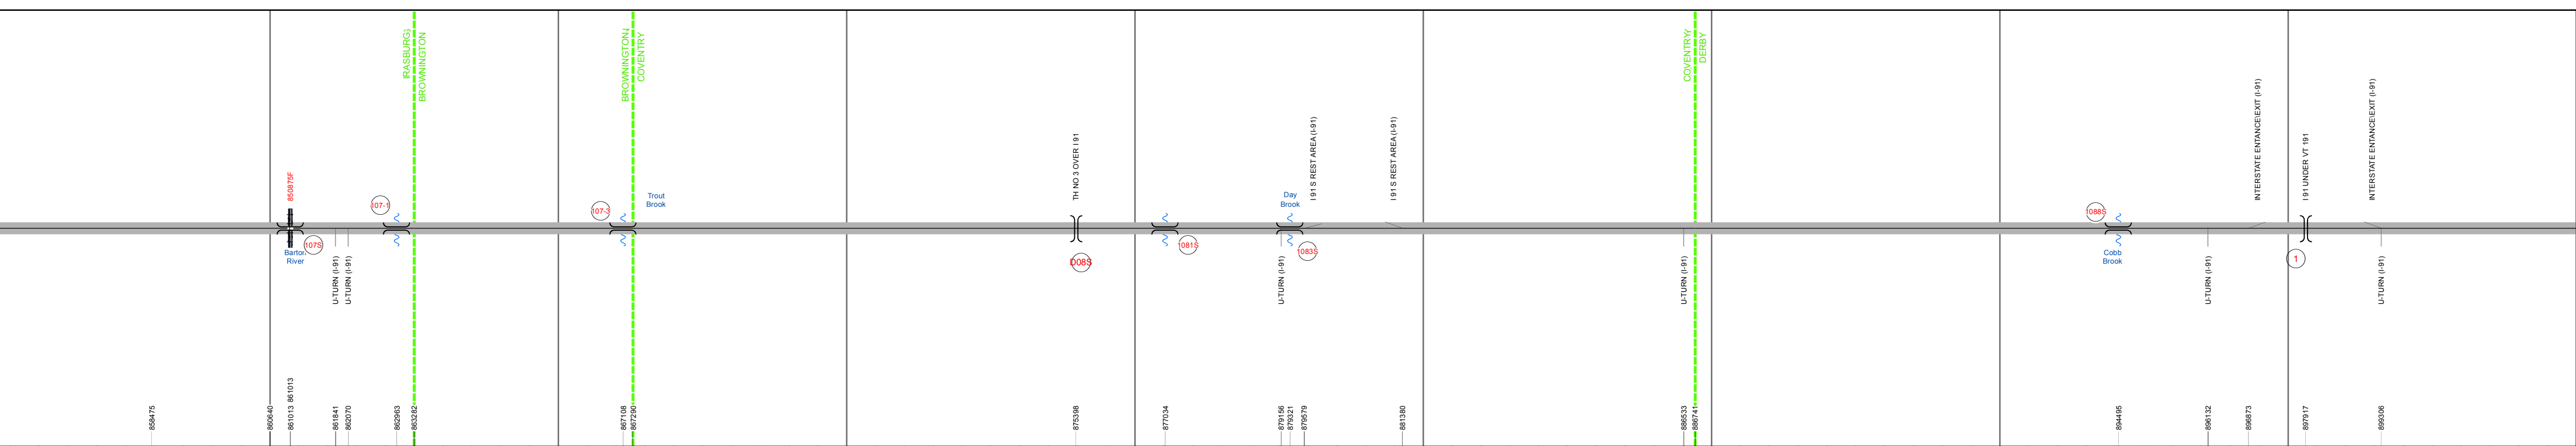 IRASBURG/
BROWNINGTON
BROWNINGTON/
COVENTRY
COVENTRY/
DERBY
850875F
107S
Barton
River
U-TURN (I-91)
U-TURN (I-91)
107-1
107-3
Trout
Brook
TH NO 3 OVER I 91
D08S
1081S
Day
Brook
U-TURN (I-91)
1083S
I 91 S REST AREA (I-91)
I 91 S REST AREA (I-91)
U-TURN (I-91)
1088S
Cobb
Brook
U-TURN (I-91)
INTERSTATE ENTANCE\EXIT (I-91)
I 91 UNDER VT 191
1
INTERSTATE ENTANCE\EXIT (I-91)
U-TURN (I-91)
858475
860640
861013 861013
861841
862070
862963
863282
867108
867290
875398
877034
879156
879321
879579
881380
886533
886741
894495
896132
896873
897917
899306